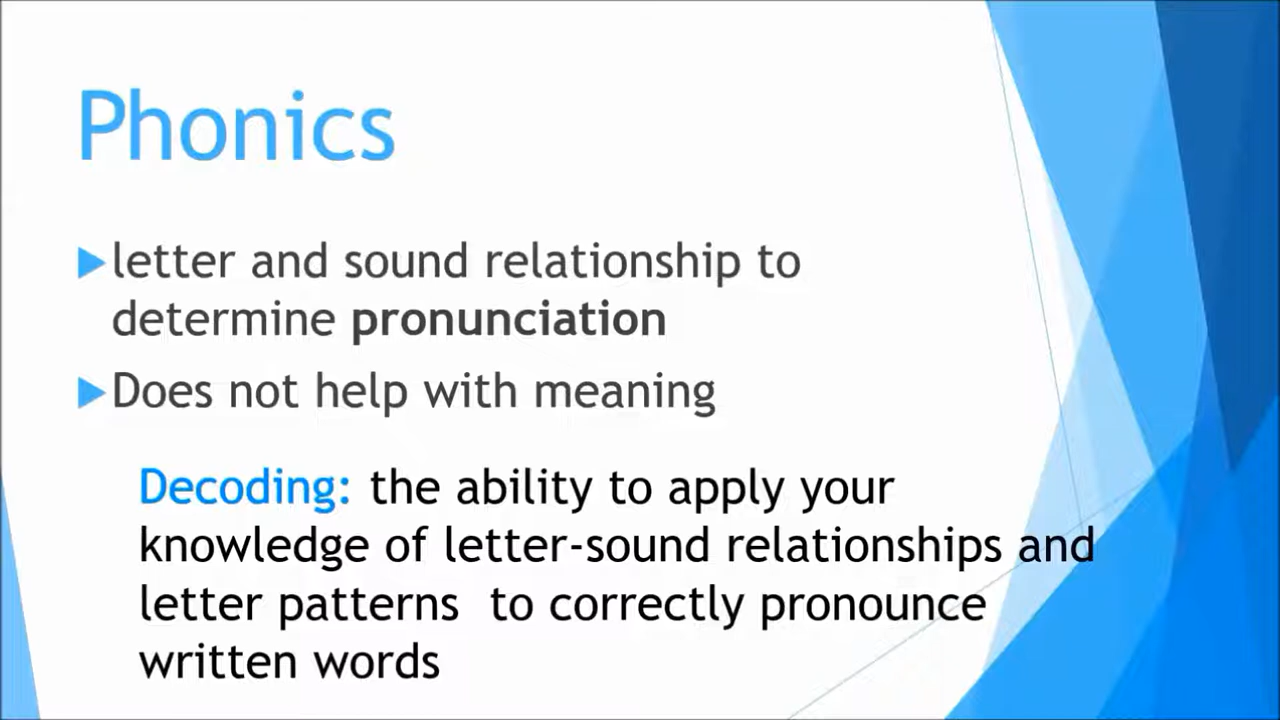 Phonics
letter and sound relationship to
determine pronunciation
Does not help with meaning
Decoding: the ability to apply your
knowledge of letter-sound relationships and
letter patterns  to correctly pronounce
written words